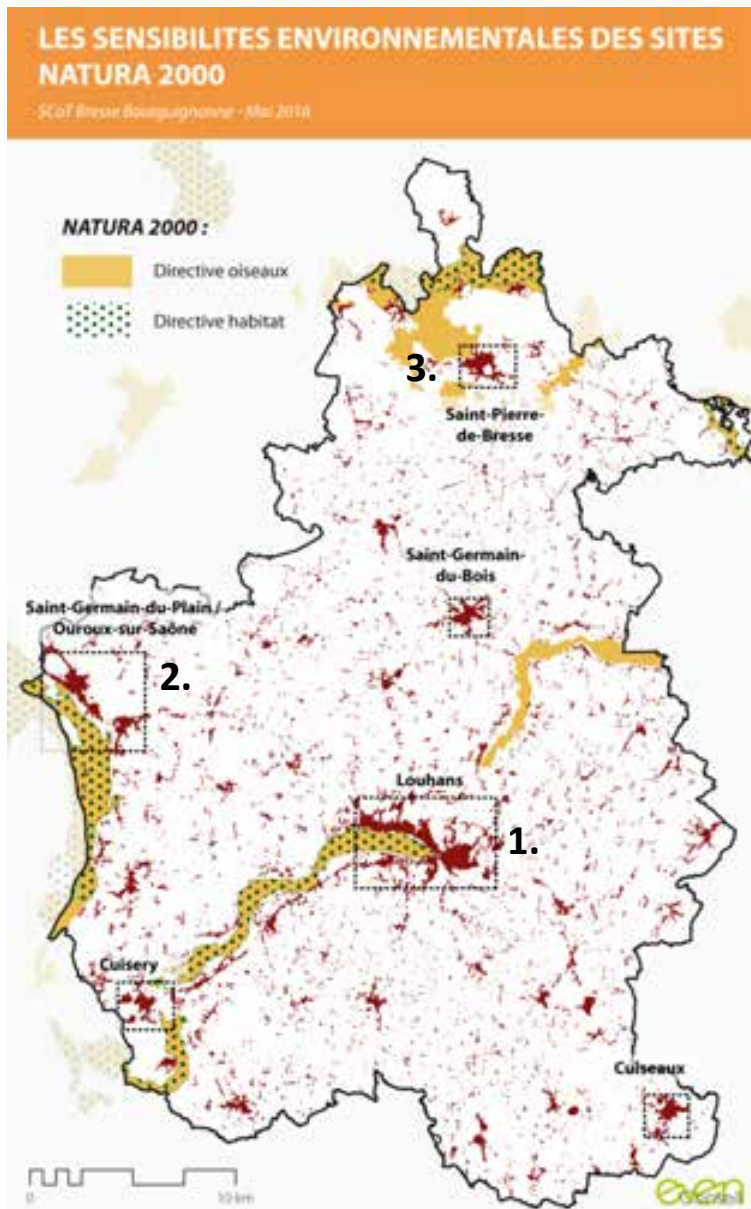 LES SENSIBILITES ENVIRONNEMENTALES DES SITES
NATURA 2000
SCoT Bresse Bourguignonne - Mai 2016
NATURA 2000 :
Directive oiseaux
Directive habitat
3.
Saint-Pierre-
de-Bresse
Saint-Germain-
du-Bois
Saint-Germain-du-Plain /
Ouroux-sur-Saône
2.
Louhans
1.
Cuisery
Cuiseaux
0
10 km
even
Conseil